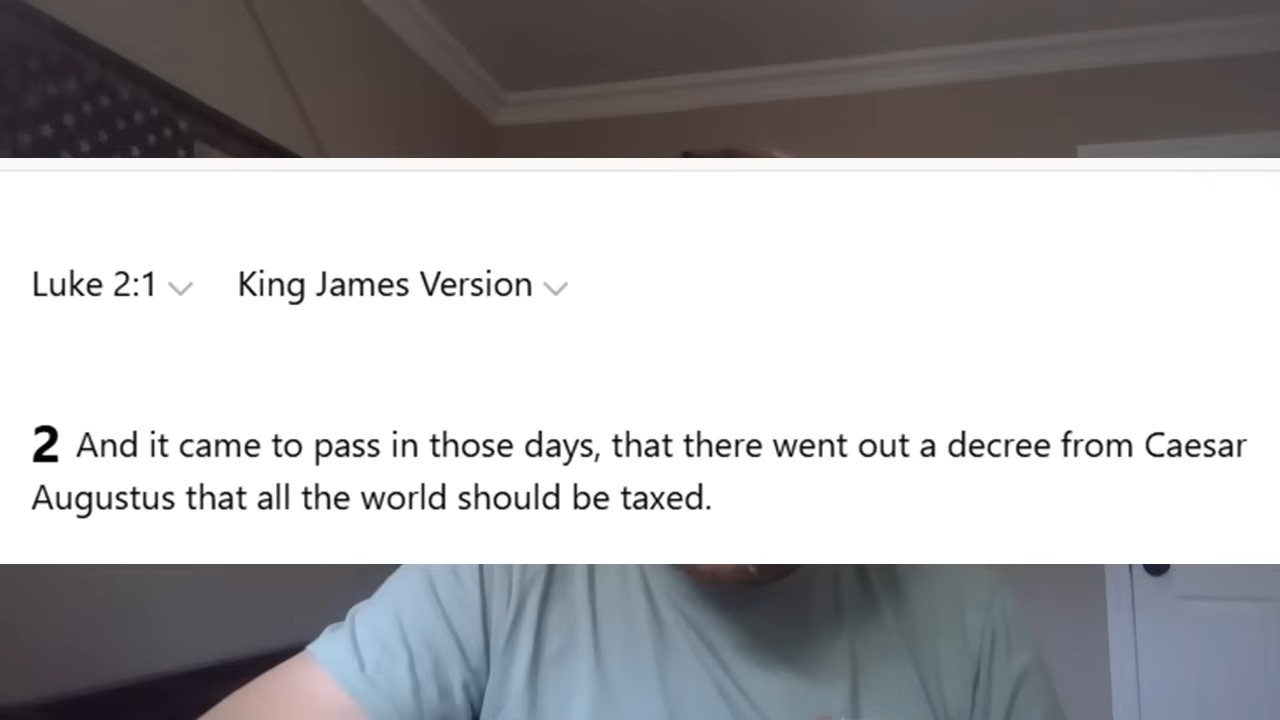 Luke 2:1 King James Version
2 And it came to pass in those days, that there went out a decree from Caesar
Augustus that all the world should be taxed.